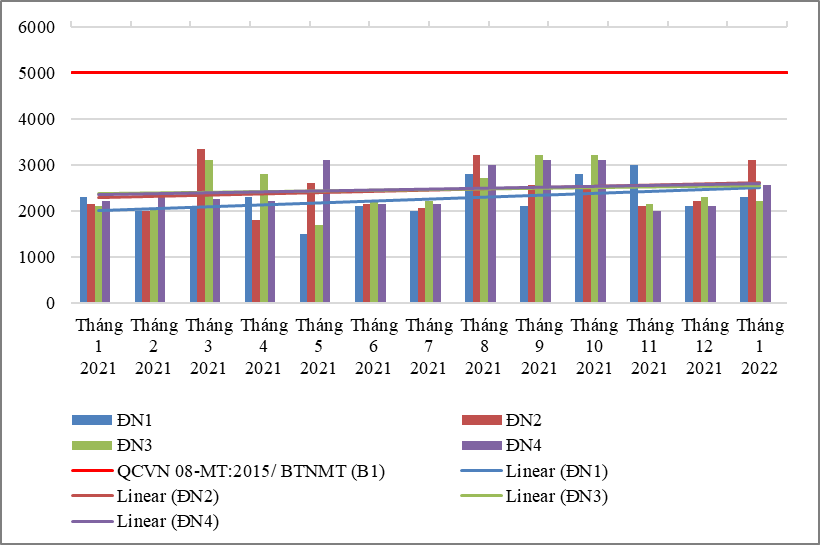 6000
5000
4000
3000
2000
1000
0
Tháng Tháng Tháng Tháng Tháng Tháng Tháng Tháng Tháng Tháng Tháng Tháng Tháng
1 2 3 4 5 6 7 8 9 10 11 12 1
2021 2021 2021 2021 2021 2021 2021 2021 2021 2021 2021 2021 2022
ĐN1 ĐN2
ĐN3 ĐN4
QCVN 08-MT:2015/ BTNMT (B1) Linear (ĐN1)
Linear (ĐN2) Linear (ĐN3)
Linear (ĐN4)